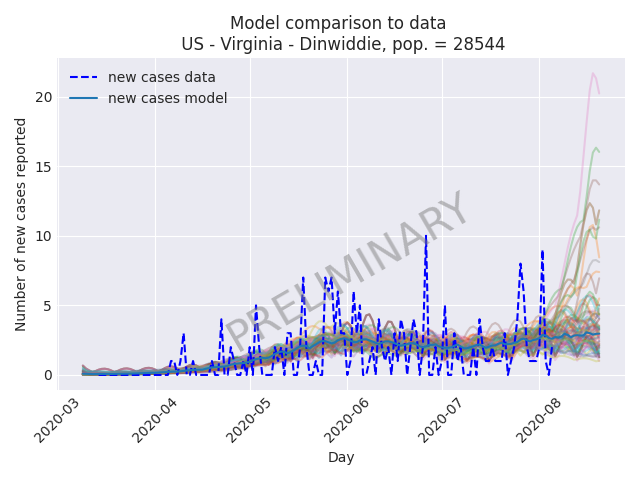 Model comparison to data
US - Virginia - Dinwiddie, pop. = 28544
new cases data
new cases model
PRELIMINARY
Number of new cases reported
20
15
10
5
0
2020-03
2020-04
2020-05
2020-06
2020-07
2020-08
Day